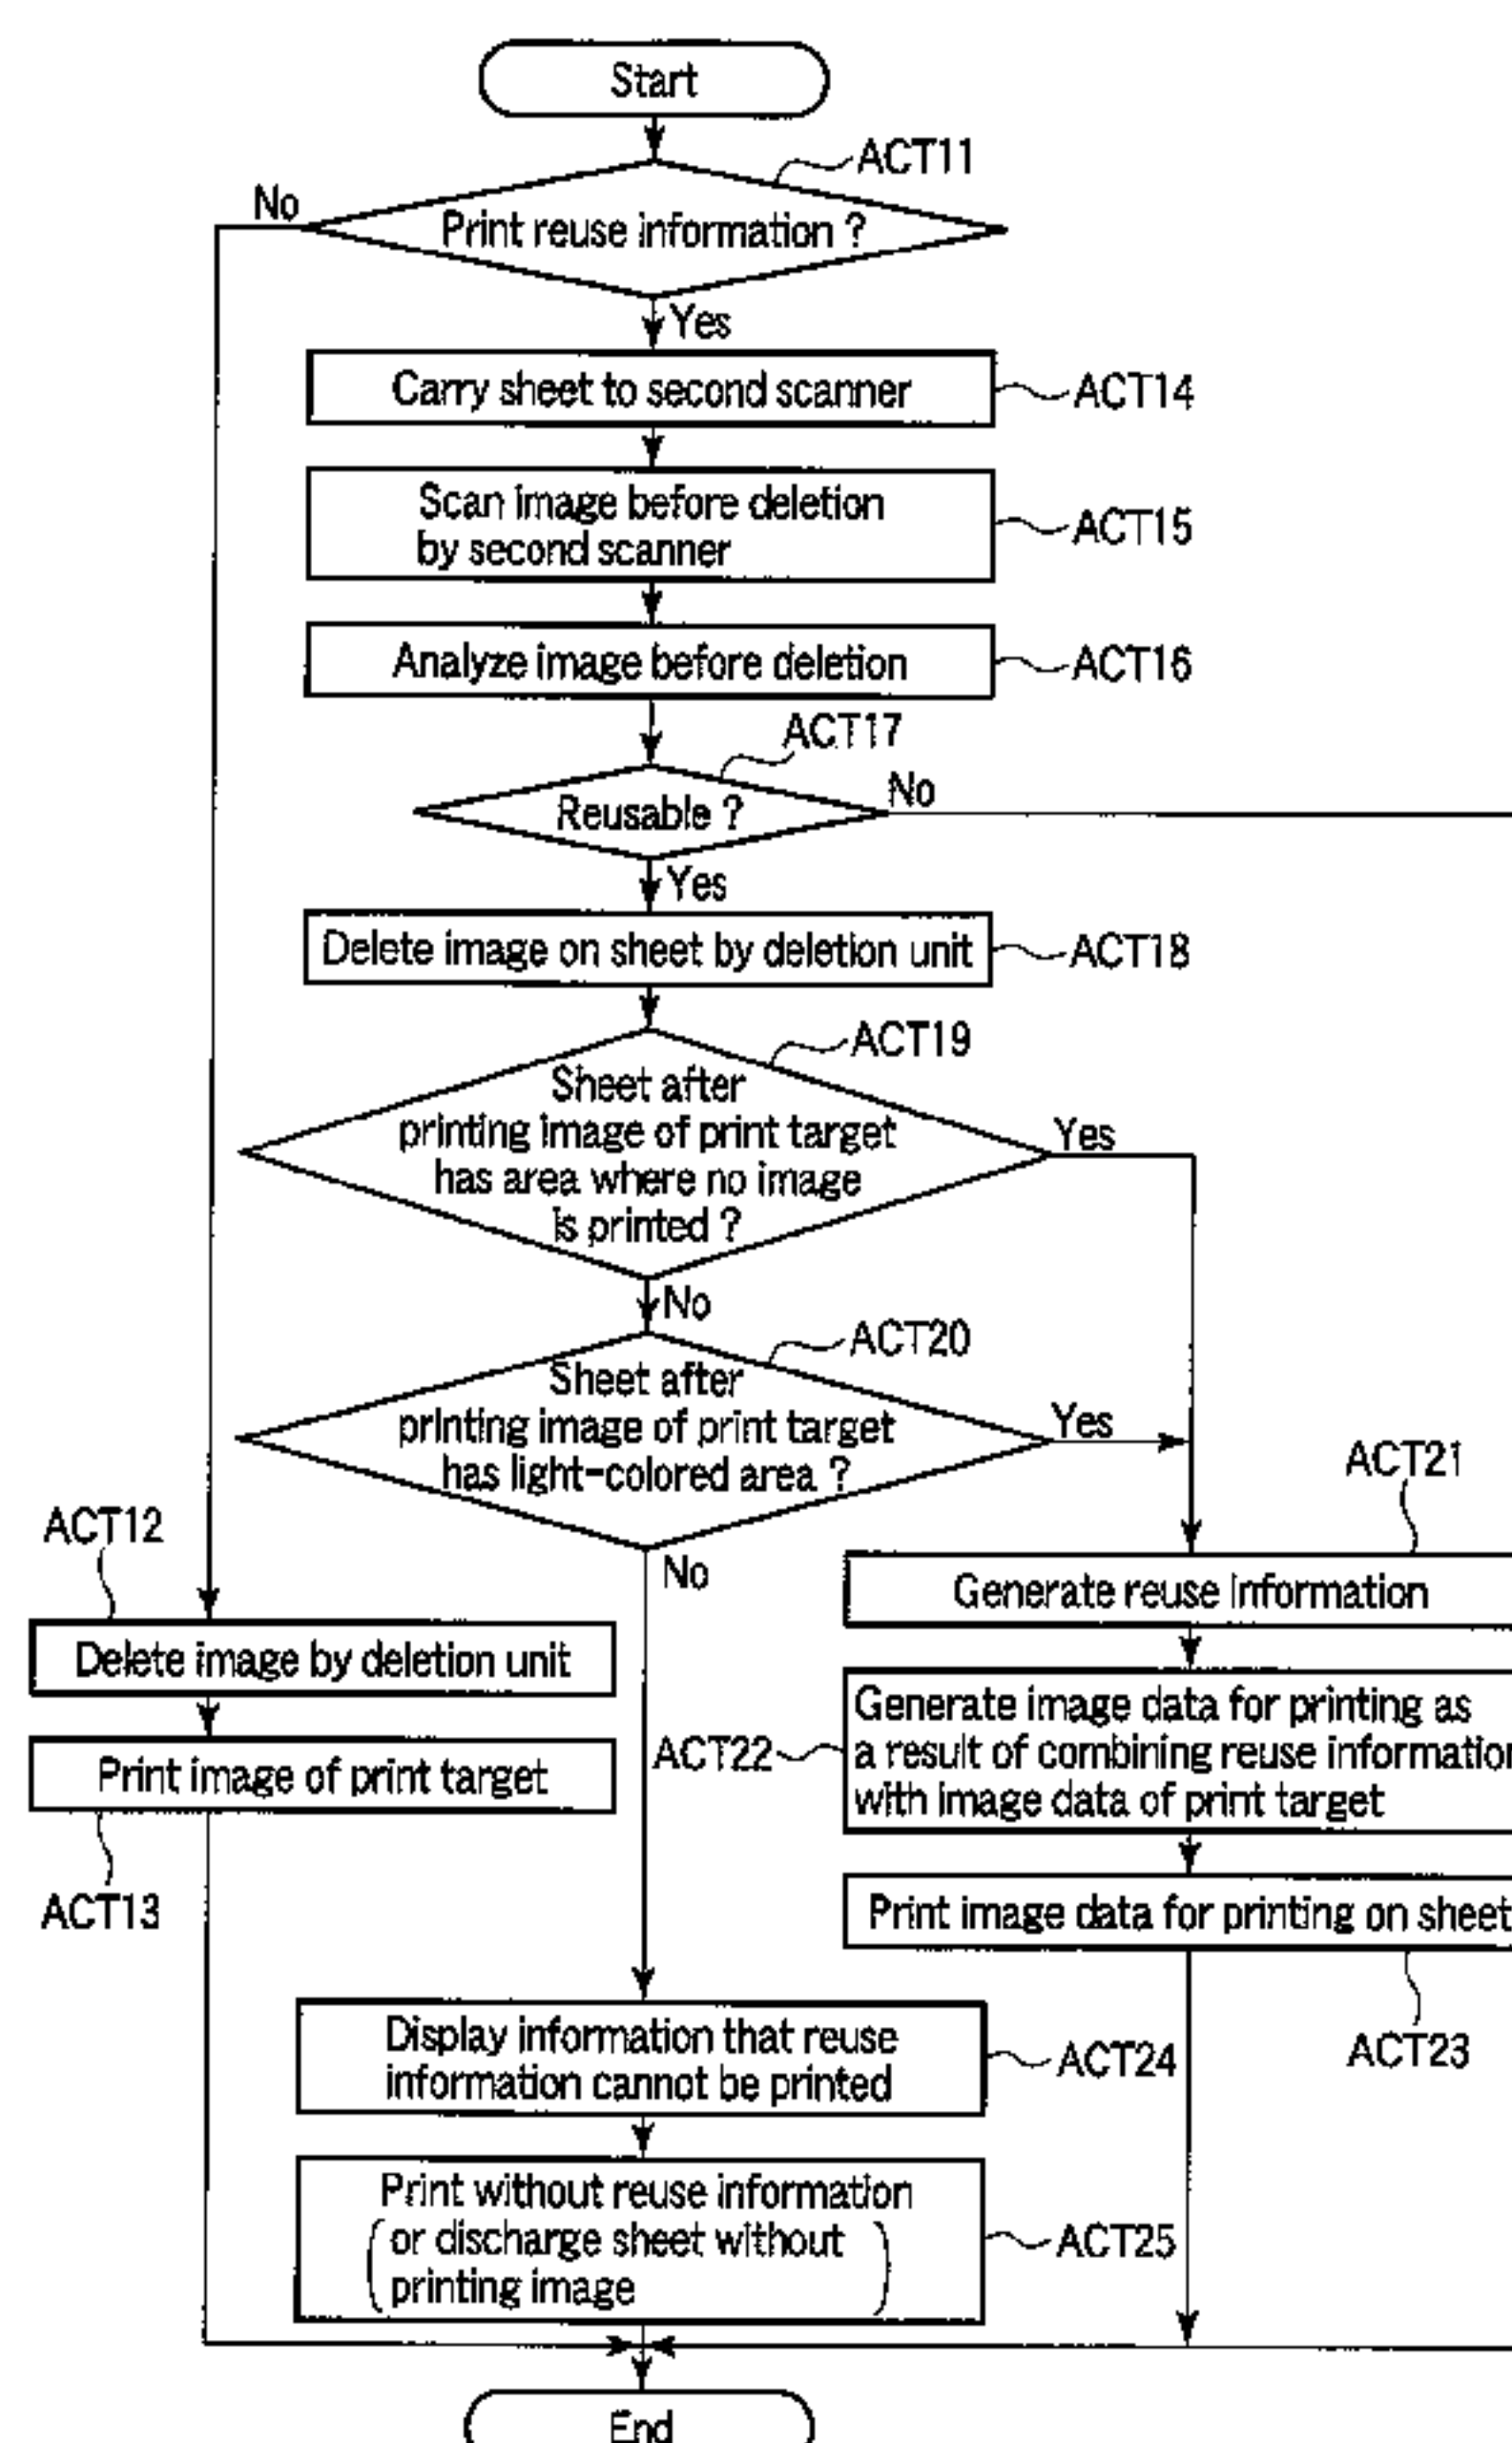 Start
ACT11
No
Print reuse information ?
Yes
Carry sheet to second scanner
ACT14
Scan image before deletion
by second scanner
ACT15
Analyze image before deletion
ACT16
ACT17
Reusable ?
No
Yes
Delete image on sheet by deletion unit
ACT18
ACT19
Sheet after
printing image of print target
has area where no image
is printed ?
Yes
No
ACT20
Sheet after
printing image of print target
has light-colored area ?
Yes
No
ACT12
Delete image by deletion unit
Print image of print target
ACT13
ACT21
Generate reuse information
ACT22
Generate image data for printing as
a result of combining reuse information
with image data of print target
Print image data for printing on sheet
ACT23
Display information that reuse
information cannot be printed
ACT24
Print without reuse information
(or discharge sheet without
printing image)
ACT25
End